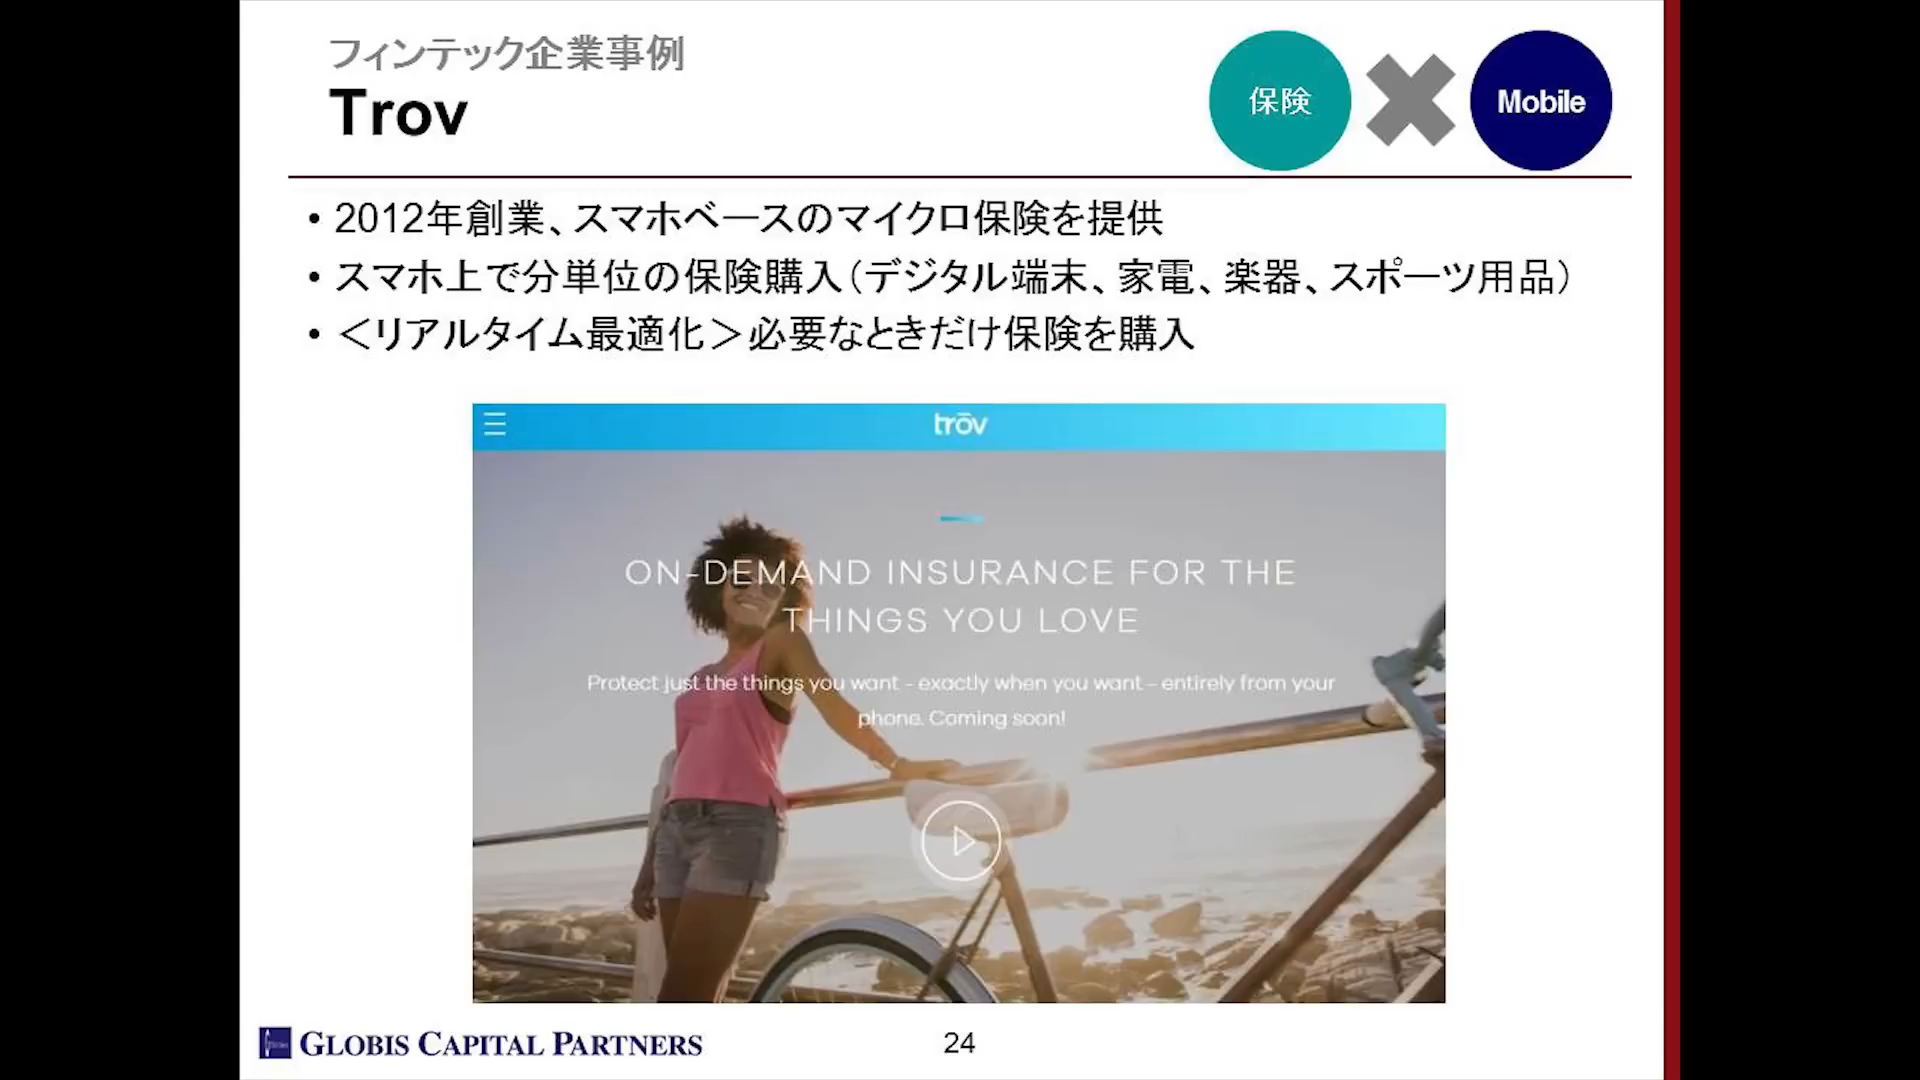 フィンテック企業事例
Trov
保険
Mobile
• 2012年創業、スマホベースのマイクロ保険を提供
• スマホ上で分単位の保険購入（デジタル端末、家電、楽器、スポーツ用品）
• ＜リアルタイム最適化＞必要なときだけ保険を購入
trōv
ON-DEMAND INSURANCE FOR THE
THINGS YOU LOVE
Protect just the things you want - exactly when you want - entirely from your
phone. Coming soon!
GLOBIS CAPITAL PARTNERS
24